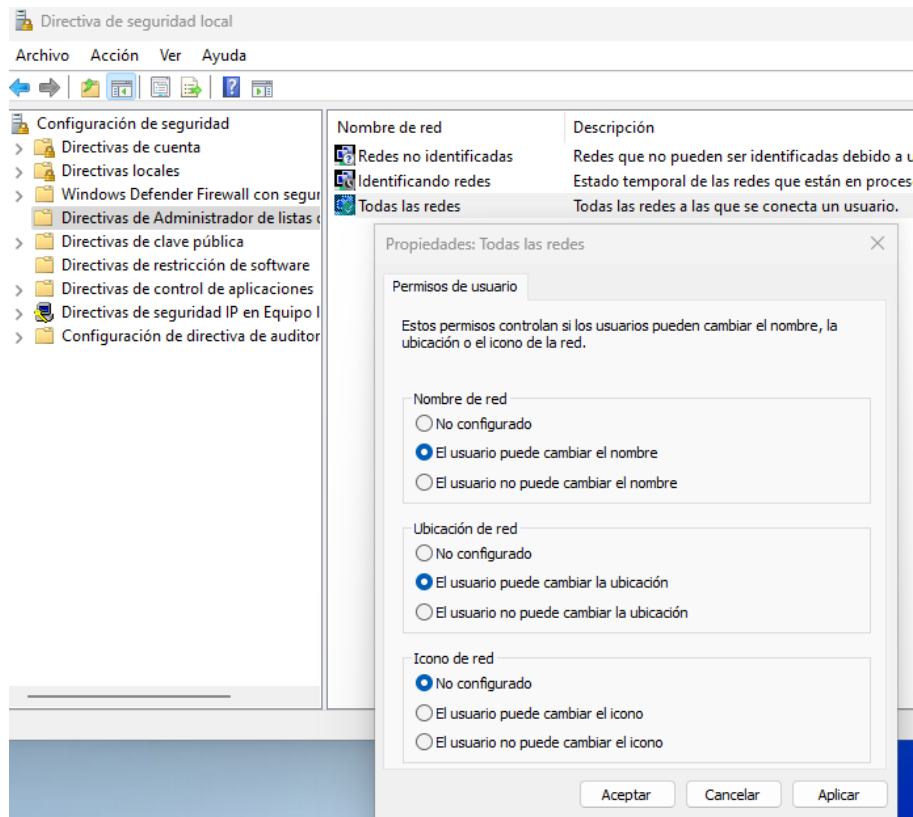 Directiva de seguridad local
Archivo Acción Ver Ayuda
Configuración de seguridad
Directivas de cuenta
Directivas locales
Windows Defender Firewall con segur
Directivas de Administrador de listas
Directivas de clave pública
Directivas de restricción de software
Directivas de control de aplicaciones
Directivas de seguridad IP en Equipo l
Configuración de directiva de auditor
Nombre de red Descripción
Redes no identificadas Redes que no pueden ser identificadas debido a u
Identificando redes Estado temporal de las redes que están en proces
Todas las redes Todas las redes a las que se conecta un usuario.
Propiedades: Todas las redes
Permisos de usuario
Estos permisos controlan si los usuarios pueden cambiar el nombre, la
ubicación o el icono de la red.
Nombre de red
No configurado
El usuario puede cambiar el nombre
El usuario no puede cambiar el nombre
Ubicación de red
No configurado
El usuario puede cambiar la ubicación
El usuario no puede cambiar la ubicación
Icono de red
No configurado
El usuario puede cambiar el icono
El usuario no puede cambiar el icono
Aceptar Cancelar Aplicar